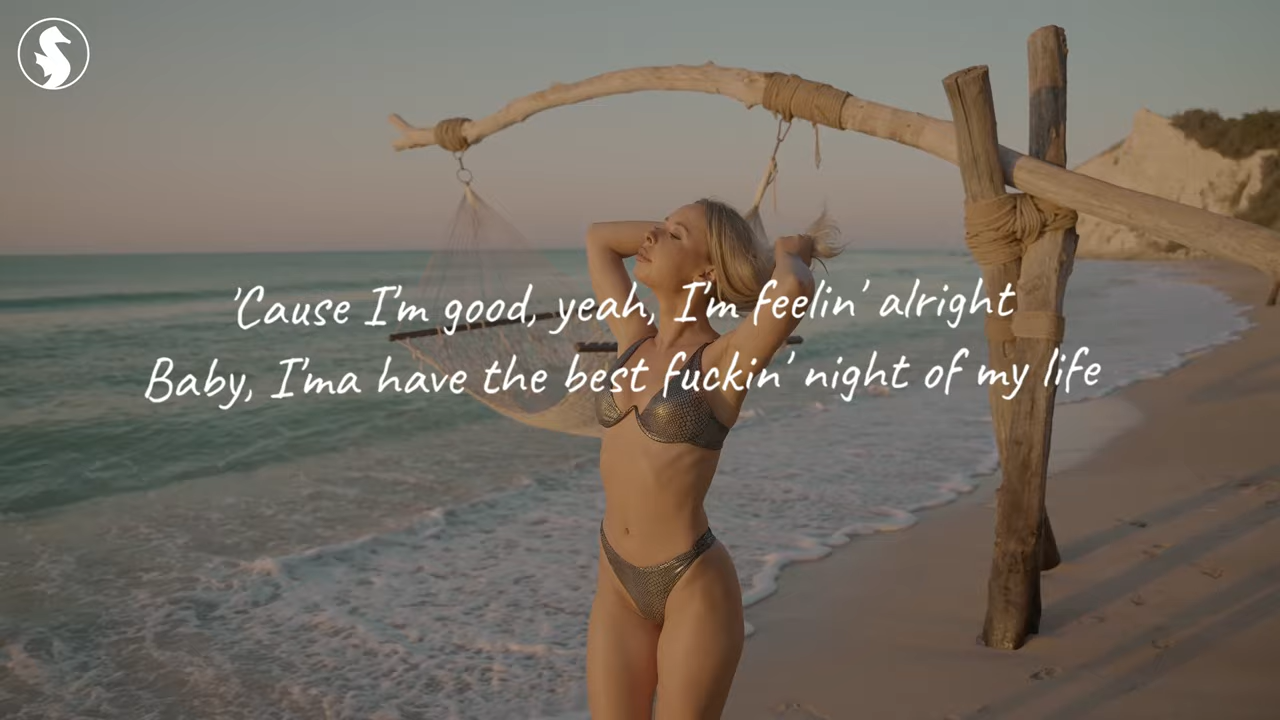 'Cause I'm good, yeah, I'm feelin' alright
Baby, I'ma have the best fuckin' night of my life